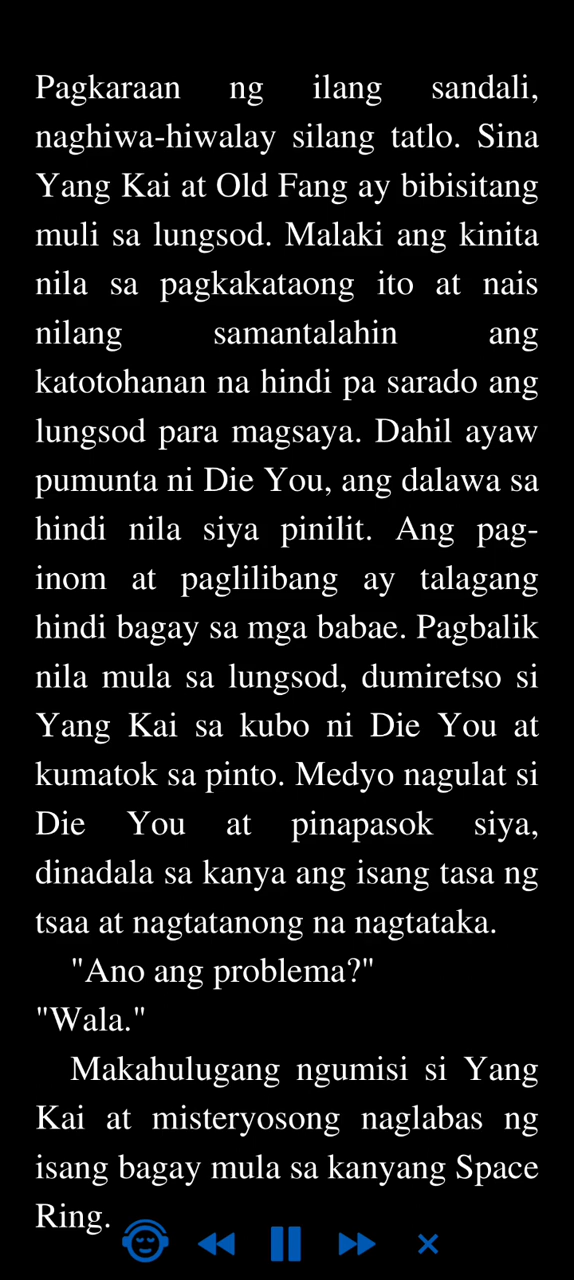 Pagkaraan ng ilang sandali,
naghiwa-hiwalay silang tatlo. Sina
Yang Kai at Old Fang ay bibisitang
muli sa lungsod. Malaki ang kinita
nila sa pagkakataong ito at nais
nilang samantalahin ang
katotohanan na hindi pa sarado ang
lungsod para magsaya. Dahil ayaw
pumunta ni Die You, ang dalawa sa
hindi nila siya pinilit. Ang pag-
inom at paglilibang ay talagang
hindi bagay sa mga babae. Pagbalik
nila mula sa lungsod, dumiretso si
Yang Kai sa kubo ni Die You at
kumatok sa pinto. Medyo nagulat si
Die You at pinapasok siya,
dinadala sa kanya ang isang tasa ng
tsaa at nagtatanong na nagtataka.
"Ano ang problema?"
"Wala."
Makahulugang ngumisi si Yang
Kai at misteryosong naglabas ng
isang bagay mula sa kanyang Space
Ring.